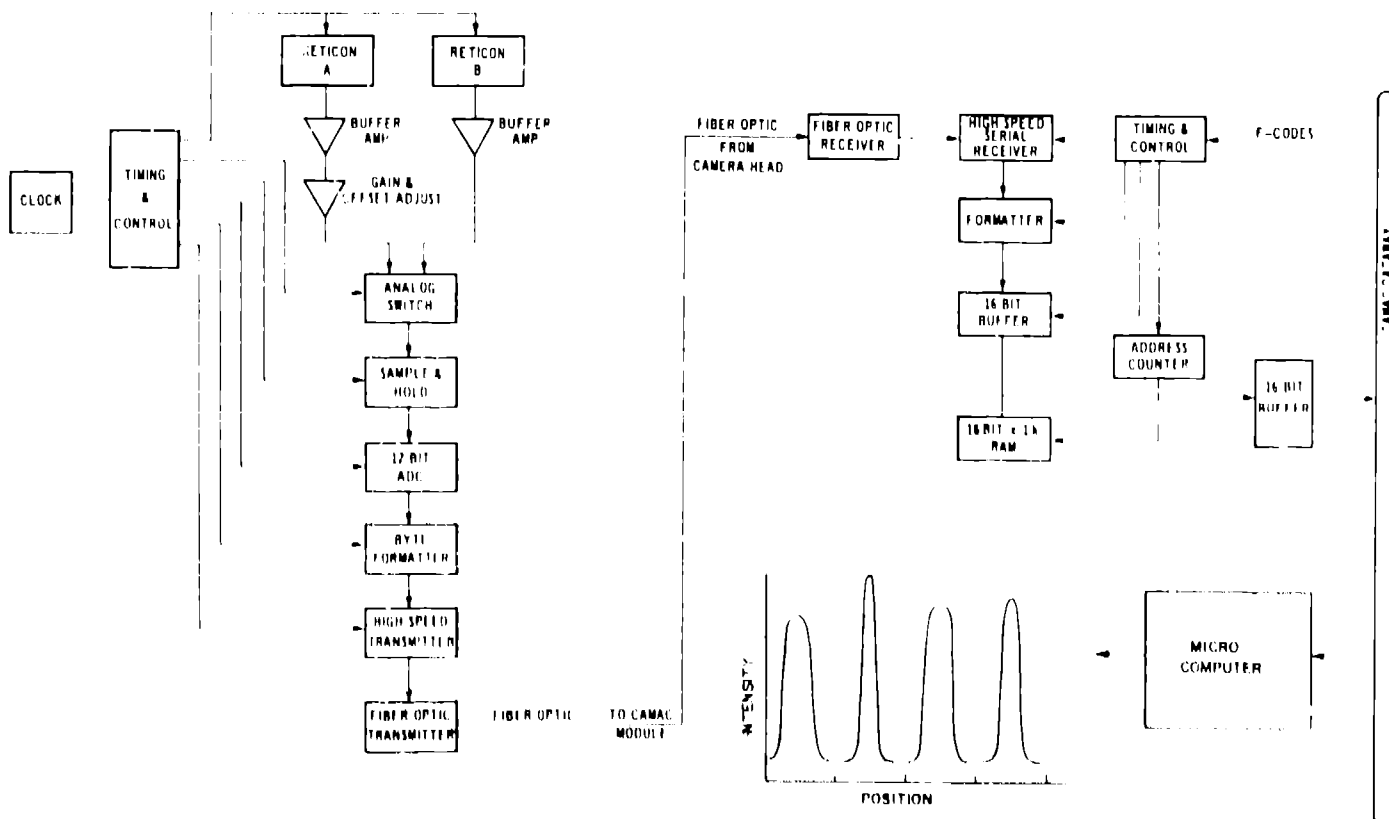 RETICON
A
RETICON
B
BUFFER
AMP
BUFFER
AMP
GAIN &
OFFSET ADJUST
CLOCK
TIMING
&
CONTROL
ANALOG
SWITCH
SAMPLE &
HOLD
12 BIT
ADC
BYTE
FORMATTER
HIGH SPEED
TRANSMITTER
FIBER OPTIC
TRANSMITTER
FIBER OPTIC
TO CAMAC
MODULE
FIBER OPTIC
FROM
CAMERA HEAD
FIBER OPTIC
RECEIVER
HIGH SPEED
SERIAL
RECEIVER
TIMING &
CONTROL
F-CODES
FORMATTER
16 BIT
BUFFER
ADDRESS
COUNTER
16 BIT
BUFFER
16 BIT x 1k
RAM
INTENSITY
POSITION
MICRO
COMPUTER